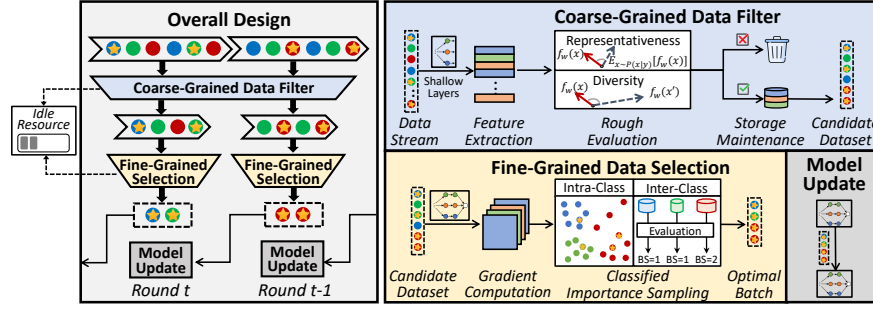 Overall Design
Coarse-Grained Data Filter
Idle
Resource
Fine-Grained
Selection
Fine-Grained
Selection
Model
Update
Model
Update
Round t
Round t-1
Coarse-Grained Data Filter
Shallow
Layers
Representativeness
f_w(x)
E_{x~P(x|y)}[f_w(x)]
Diversity
f_w(x)
f_w(x')
Data
Stream
Feature
Extraction
Rough
Evaluation
Storage
Maintenance
Candidate
Dataset
Fine-Grained Data Selection
Intra-Class
Inter-Class
Evaluation
BS=1
BS=1
BS=2
Candidate
Dataset
Gradient
Computation
Classified
Importance Sampling
Optimal
Batch
Model
Update